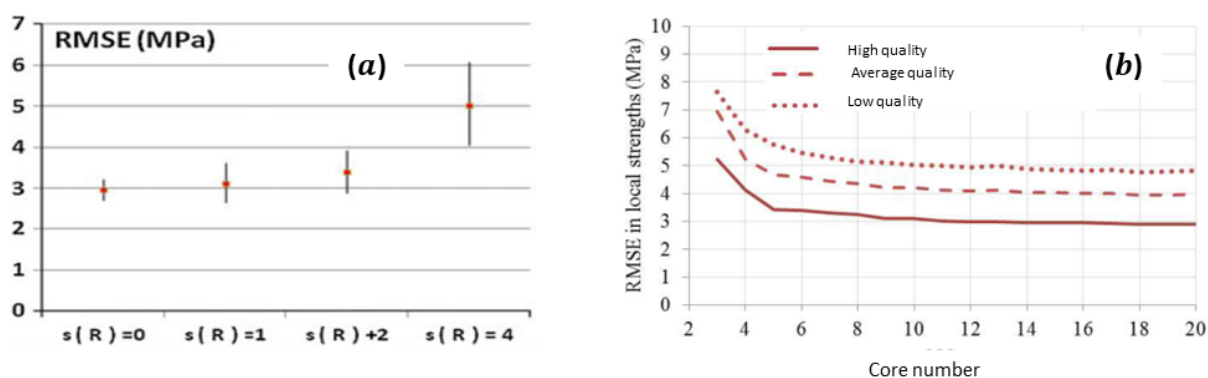 RMSE (MPa)
(a)
7
6
5
4
3
2
1
0
s ( R ) =0
s ( R ) =1
s ( R ) +2
s ( R ) = 4
(b)
RMSE in local strengths (MPa)
High quality
Average quality
Low quality
10
9
8
7
6
5
4
3
2
1
0
2 4 6 8 10 12 14 16 18 20
Core number